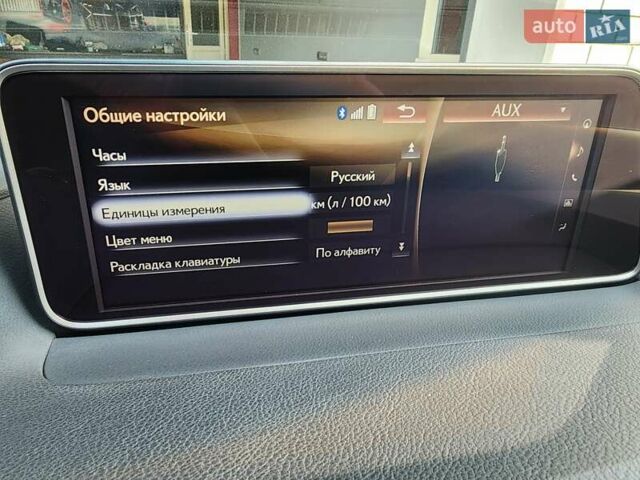 auto RIA
Общие настройки
AUX
Часы
Язык Русский
Единицы измерения км (л / 100 км)
Цвет меню
Раскладка клавиатуры По алфавиту